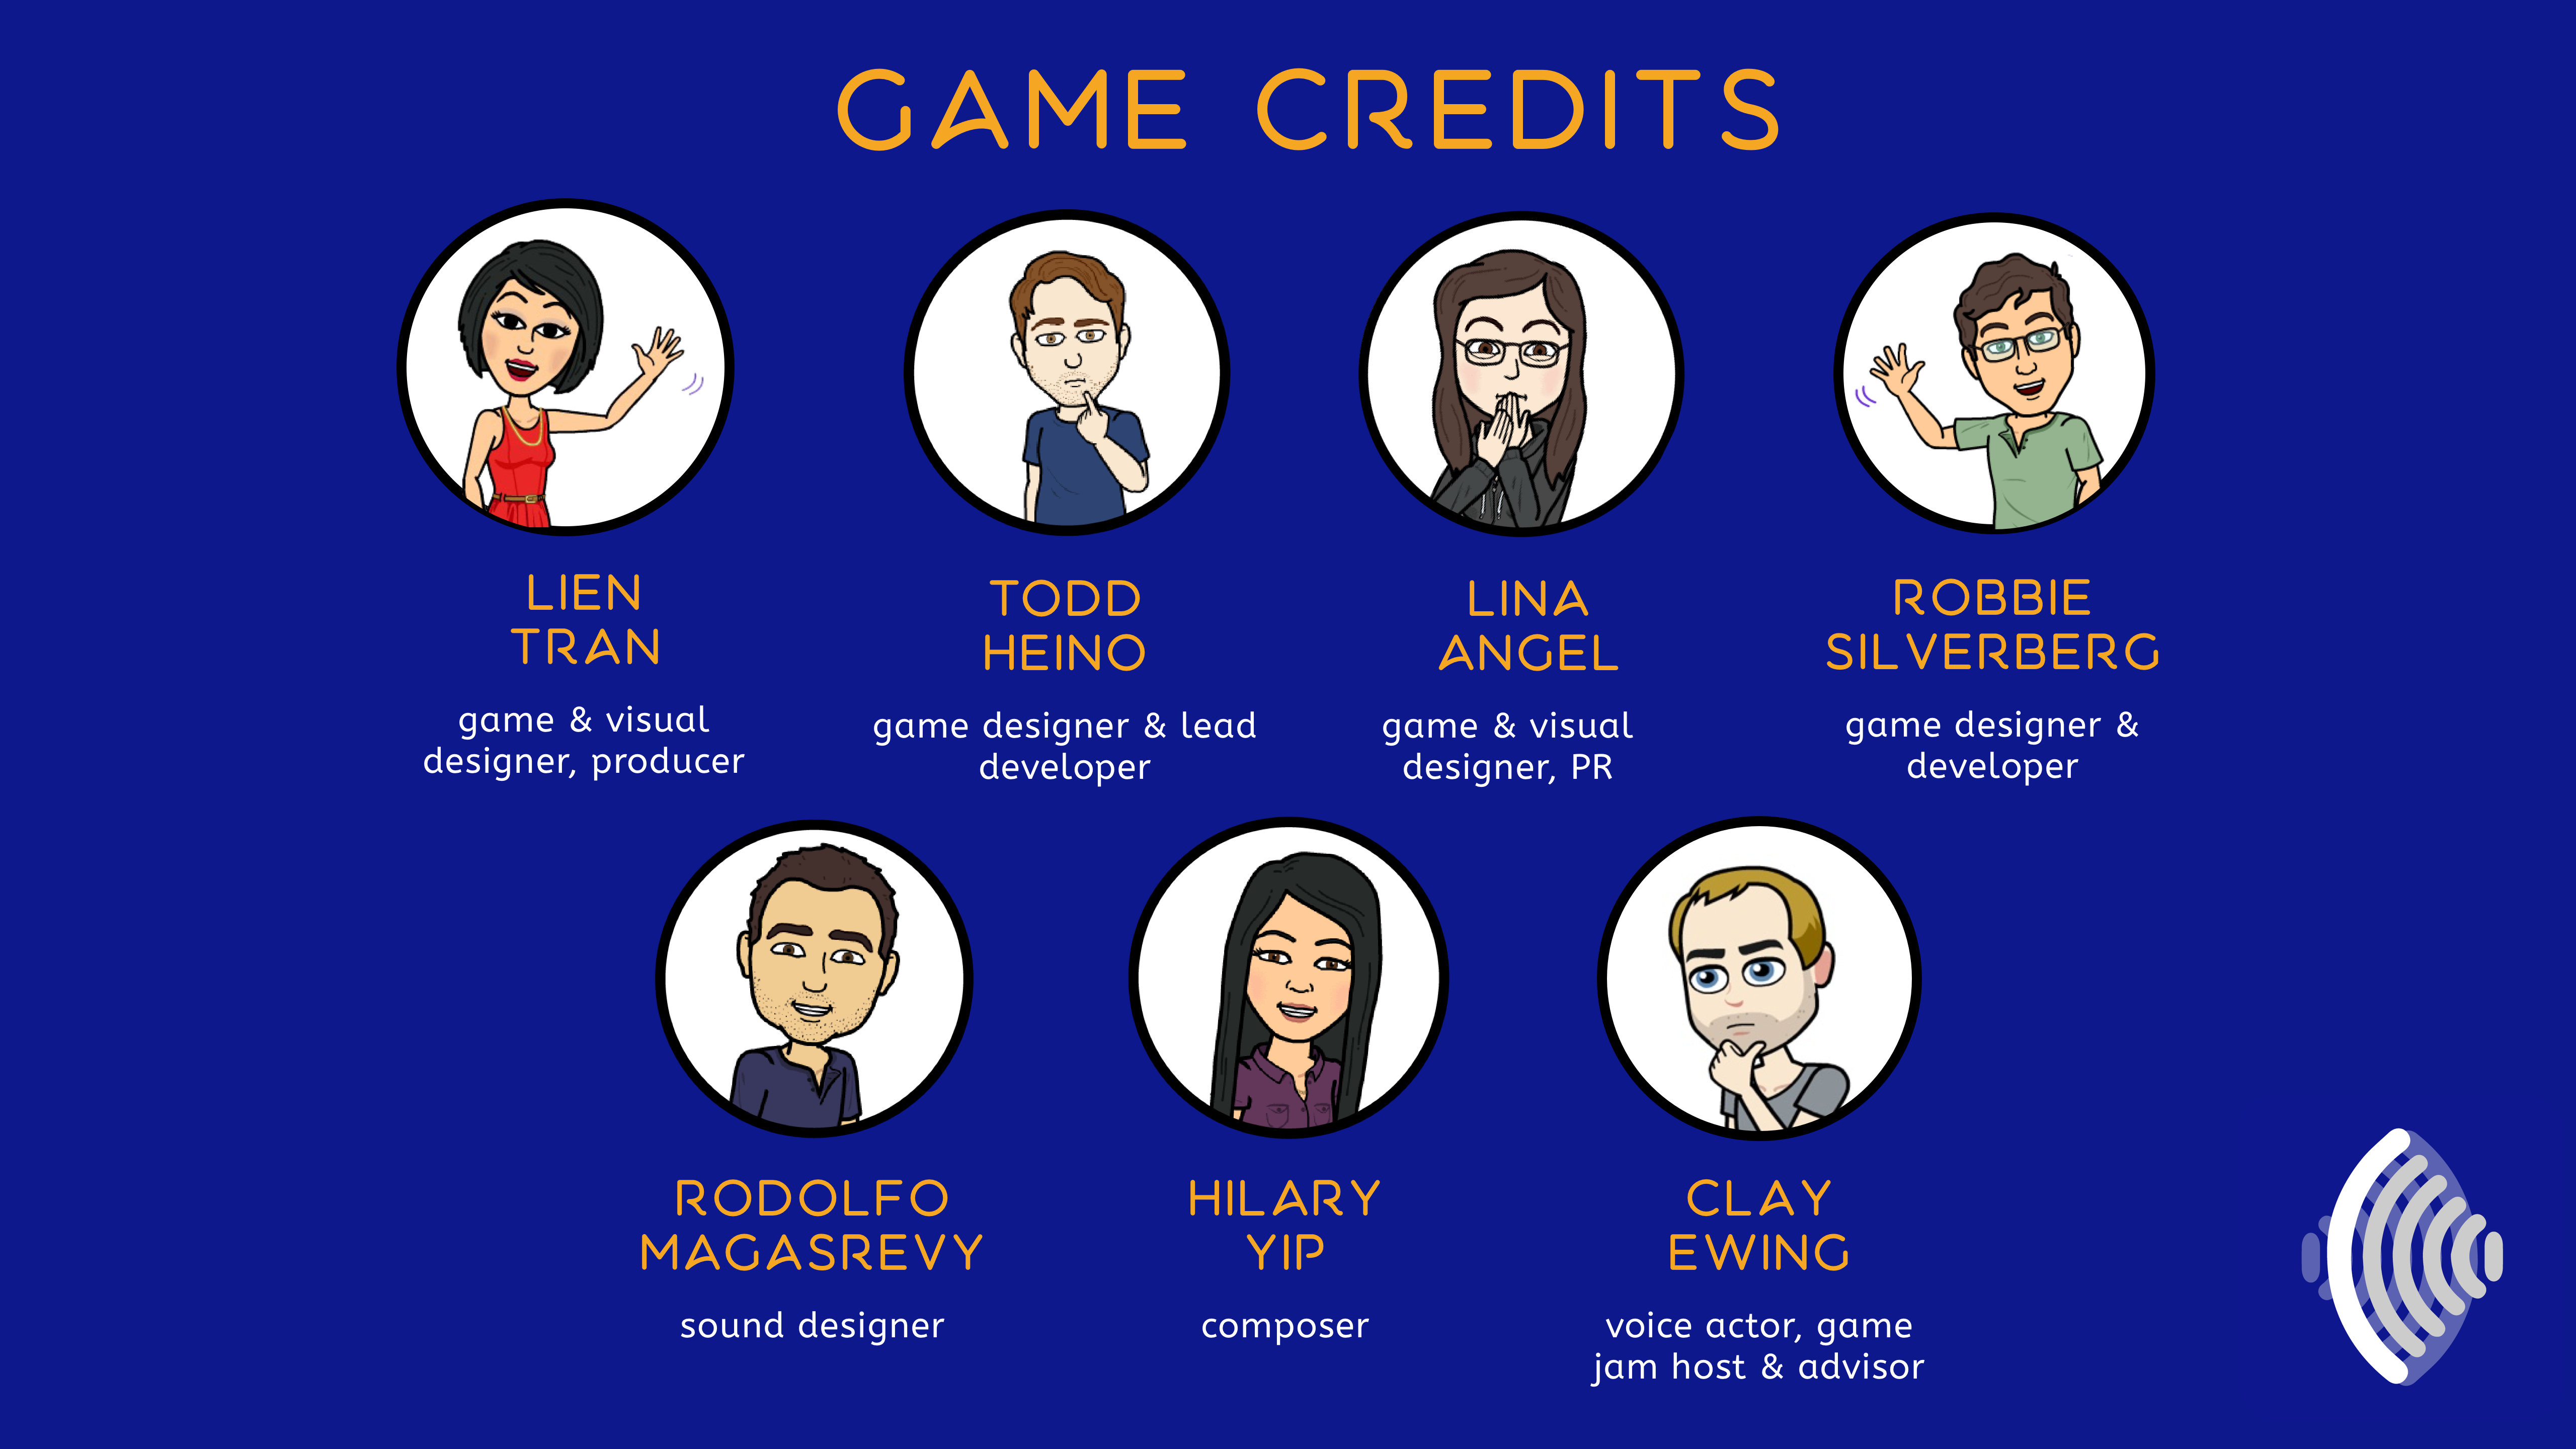 GAME CREDITS
LIEN
TRAN
game & visual
designer, producer
TODD
HEINO
game designer & lead
developer
LINA
ANGEL
game & visual
designer, PR
ROBBIE
SILVERBERG
game designer &
developer
RODOLFO
MAGASREVY
sound designer
HILARY
YIP
composer
CLAY
EWING
voice actor, game
jam host & advisor